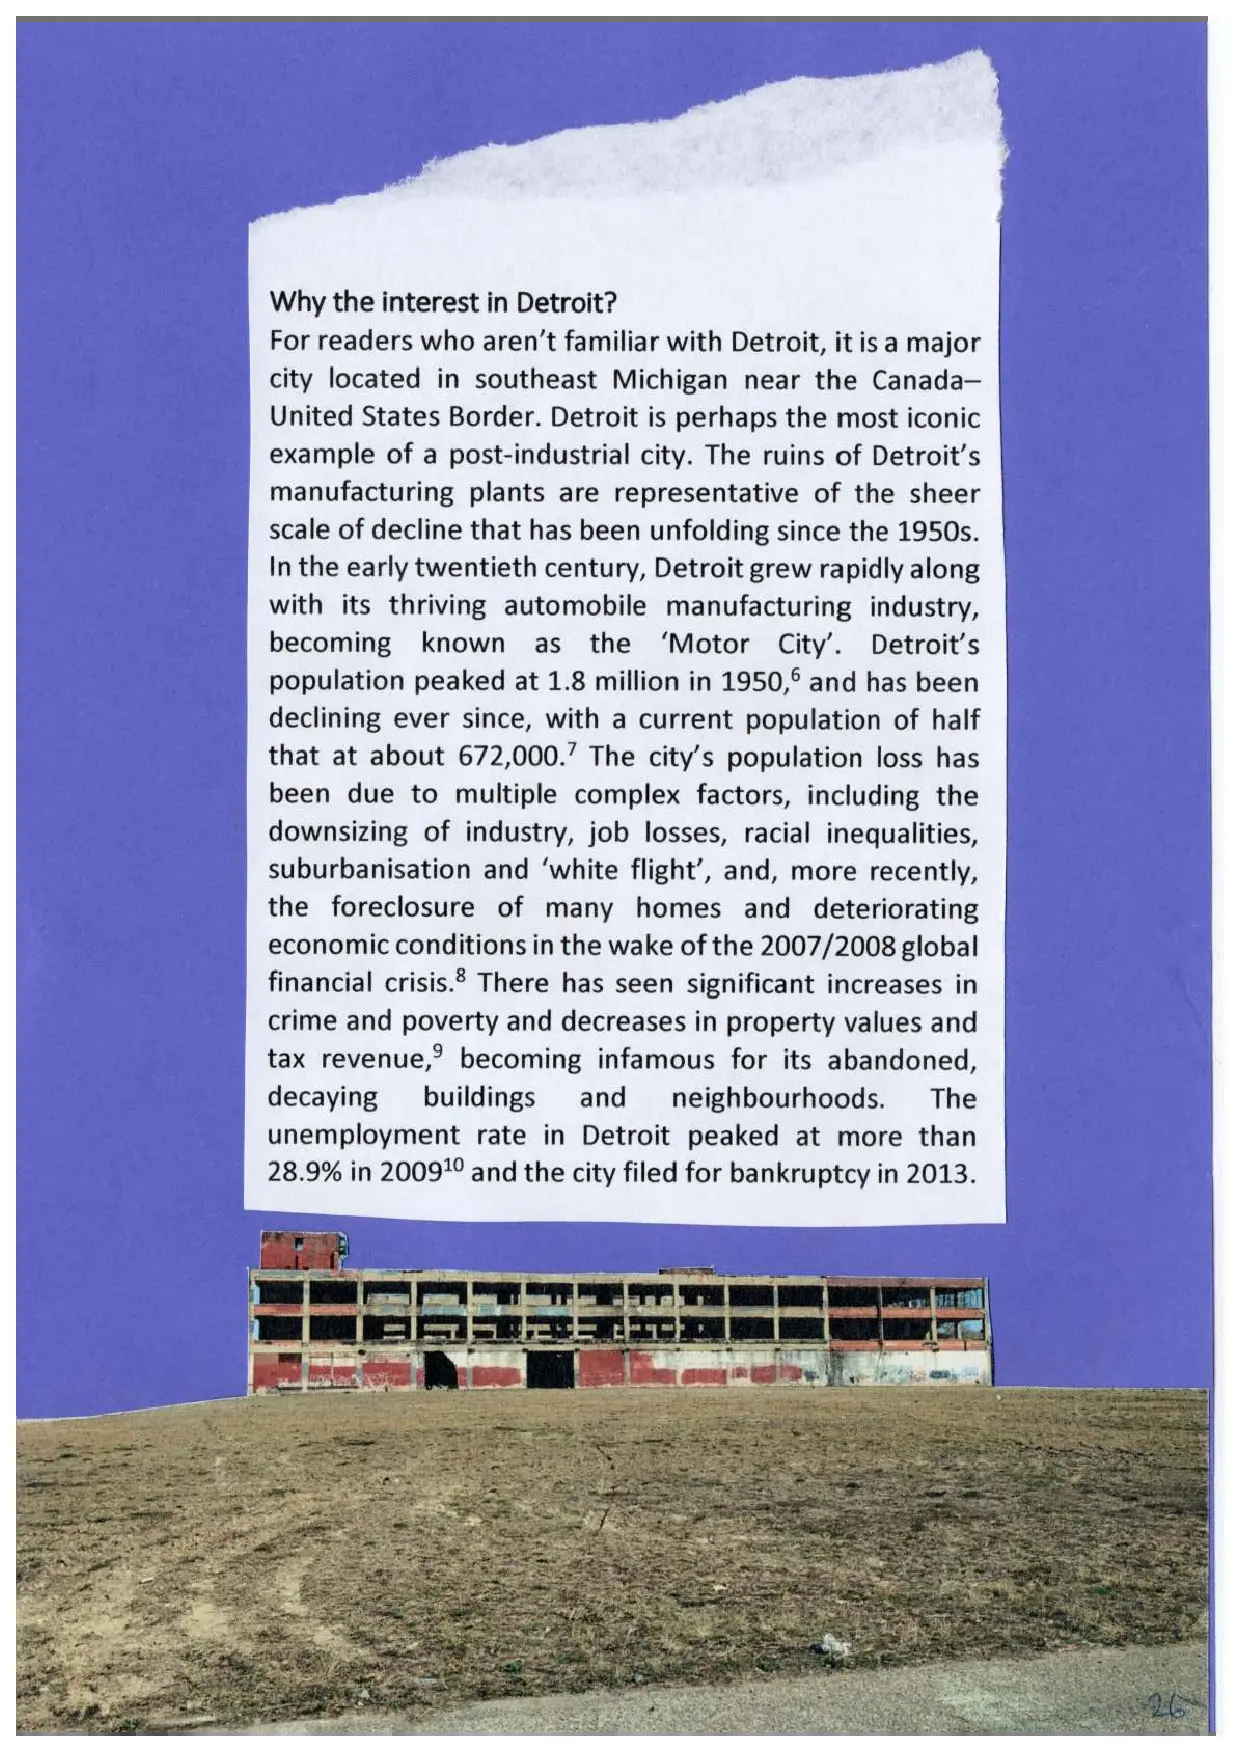 Why the interest in Detroit?
For readers who aren't familiar with Detroit, it is a major
city located in southeast Michigan near the Canada–
United States Border. Detroit is perhaps the most iconic
example of a post-industrial city. The ruins of Detroit's
manufacturing plants are representative of the sheer
scale of decline that has been unfolding since the 1950s.
In the early twentieth century, Detroit grew rapidly along
with its thriving automobile manufacturing industry,
becoming known as the 'Motor City'. Detroit's
population peaked at 1.8 million in 1950,⁶ and has been
declining ever since, with a current population of half
that at about 672,000.⁷ The city's population loss has
been due to multiple complex factors, including the
downsizing of industry, job losses, racial inequalities,
suburbanisation and 'white flight', and, more recently,
the foreclosure of many homes and deteriorating
economic conditions in the wake of the 2007/2008 global
financial crisis.⁸ There has seen significant increases in
crime and poverty and decreases in property values and
tax revenue,⁹ becoming infamous for its abandoned,
decaying buildings and neighbourhoods. The
unemployment rate in Detroit peaked at more than
28.9% in 2009¹⁰ and the city filed for bankruptcy in 2013.
26